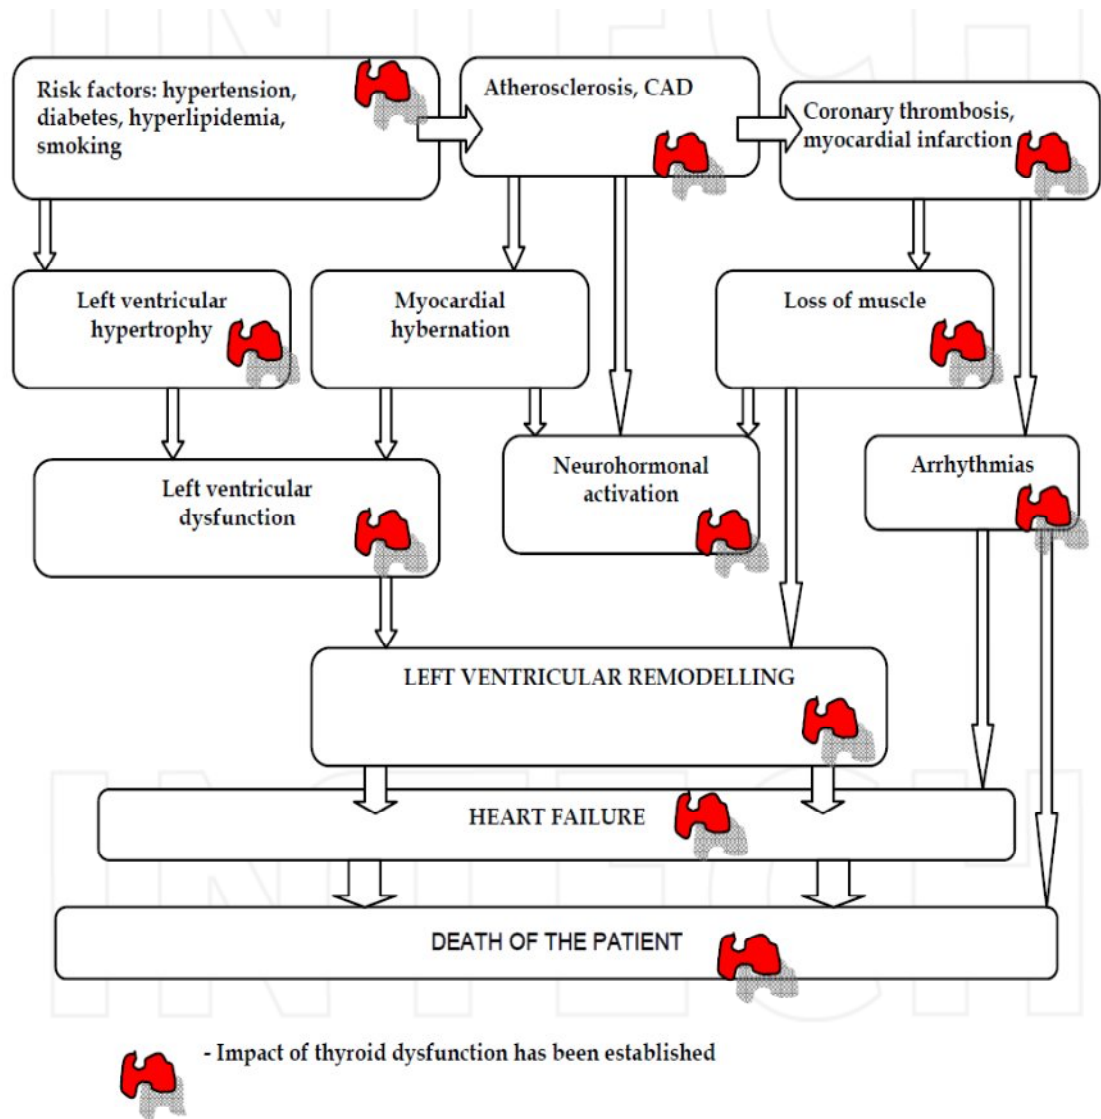 Risk factors: hypertension,
diabetes, hyperlipidemia,
smoking
Atherosclerosis, CAD
Coronary thrombosis,
myocardial infarction
Left ventricular
hypertrophy
Myocardial
hybernation
Loss of muscle
Left ventricular
dysfunction
Neurohormonal
activation
Arrhythmias
LEFT VENTRICULAR REMODELLING
HEART FAILURE
DEATH OF THE PATIENT
- Impact of thyroid dysfunction has been established
INTECH
INTECH